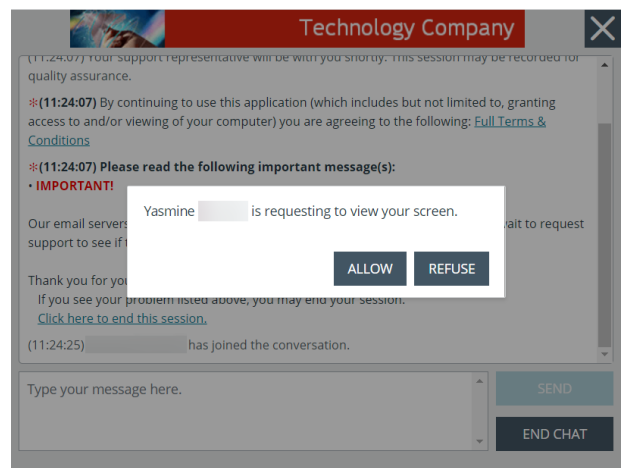 Technology Company
(11:24:07) Your support representative will be with you shortly. This session may be recorded for
quality assurance.
*(11:24:07) By continuing to use this application (which includes but not limited to, granting
access to and/or viewing of your computer) you are agreeing to the following: Full Terms &
Conditions
*(11:24:07) Please read the following important message(s):
• IMPORTANT!
Yasmine is requesting to view your screen.
Our email servers wait to request
support to see if
ALLOW REFUSE
Thank you for you
If you see your problem listed above, you may end your session.
Click here to end this session.
(11:24:25) has joined the conversation.
Type your message here.
SEND
END CHAT